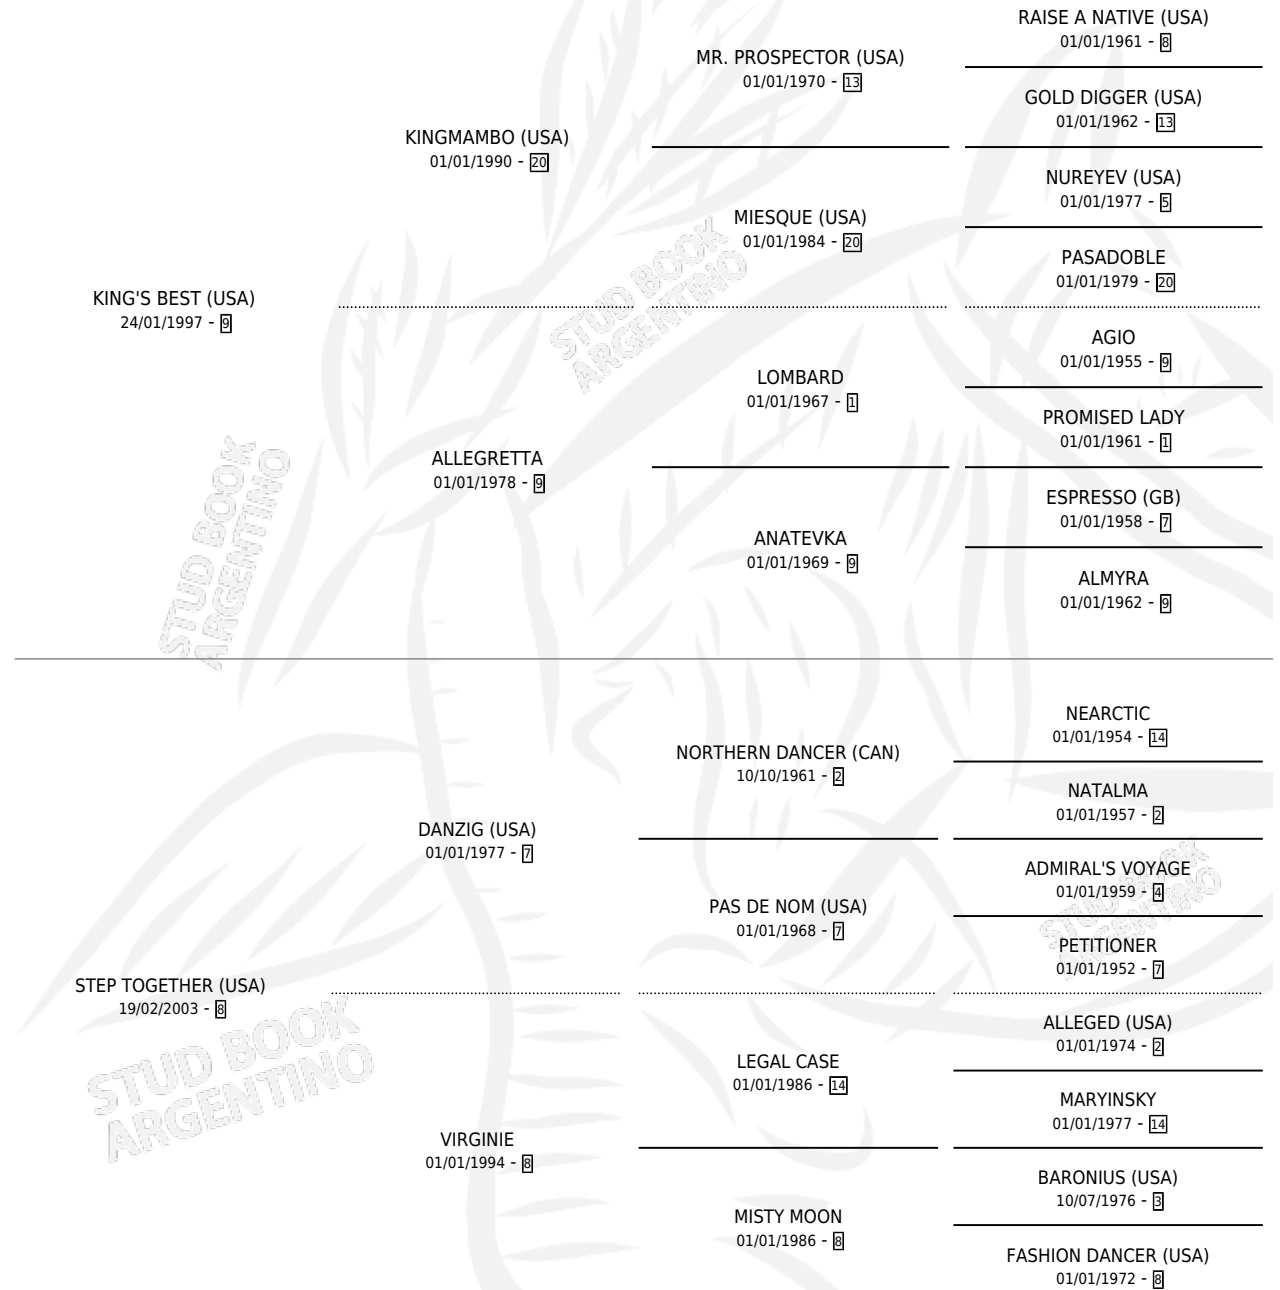 RAISE A NATIVE (USA)
01/01/1961 - 8
MR. PROSPECTOR (USA)
01/01/1970 - 13
GOLD DIGGER (USA)
01/01/1962 - 13
KINGMAMBO (USA)
01/01/1990 - 20
NUREYEV (USA)
01/01/1977 - 5
MIESQUE (USA)
01/01/1984 - 20
PASADOBLE
01/01/1979 - 20
KING'S BEST (USA)
24/01/1997 - 9
AGIO
01/01/1955 - 9
LOMBARD
01/01/1967 - 1
PROMISED LADY
01/01/1961 - 1
ALLEGRETTA
01/01/1978 - 9
ESPRESSO (GB)
01/01/1958 - 7
ANATEVKA
01/01/1969 - 9
ALMYRA
01/01/1962 - 9
NEARCTIC
01/01/1954 - 14
NORTHERN DANCER (CAN)
10/10/1961 - 2
NATALMA
01/01/1957 - 2
DANZIG (USA)
01/01/1977 - 7
ADMIRAL'S VOYAGE
01/01/1959 - 4
PAS DE NOM (USA)
01/01/1968 - 7
PETITIONER
01/01/1952 - 7
STEP TOGETHER (USA)
19/02/2003 - 8
ALLEGED (USA)
01/01/1974 - 2
LEGAL CASE
01/01/1986 - 14
MARYINSKY
01/01/1977 - 14
VIRGINIE
01/01/1994 - 8
BARONIUS (USA)
10/07/1976 - 3
MISTY MOON
01/01/1986 - 8
FASHION DANCER (USA)
01/01/1972 - 8
STUD BOOK
ARGENTINO
STUD BOOK
ARGENTINO
STUD BOOK
ARGENTINO
STUD BOOK
ARGENTINO